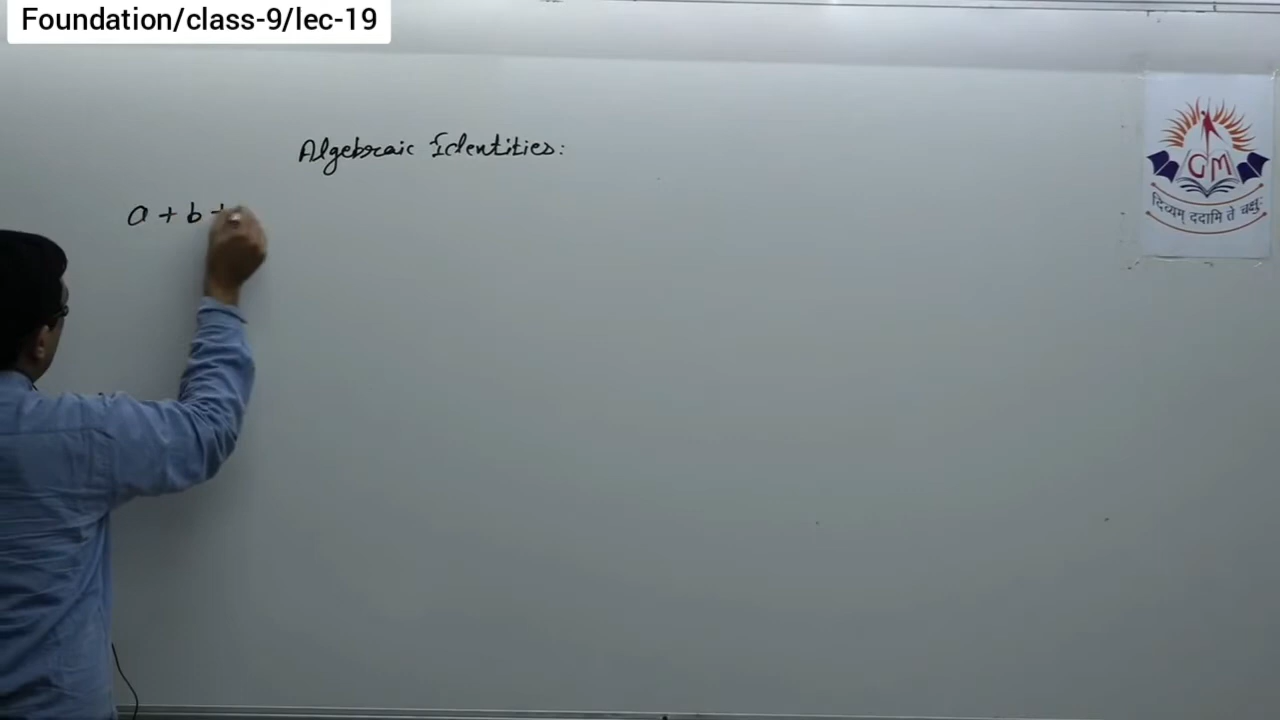 Foundation/class-9/lec-19
Algebraic Identities:
a + b +
GM
दिव्यम् ददामि ते चक्षुः